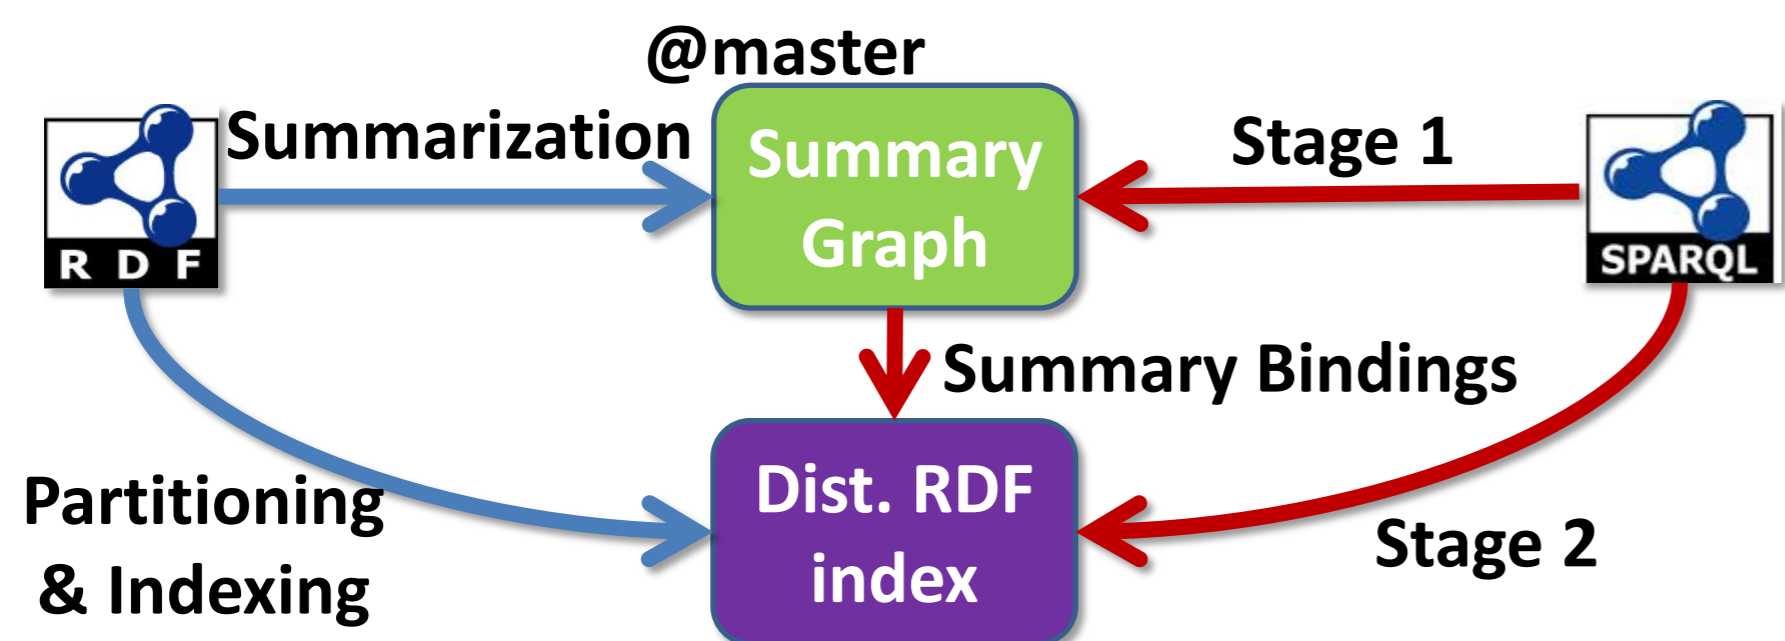 @master
Summarization
Summary
Graph
Stage 1
R D F
SPARQL
Summary Bindings
Partitioning
& Indexing
Dist. RDF
index
Stage 2